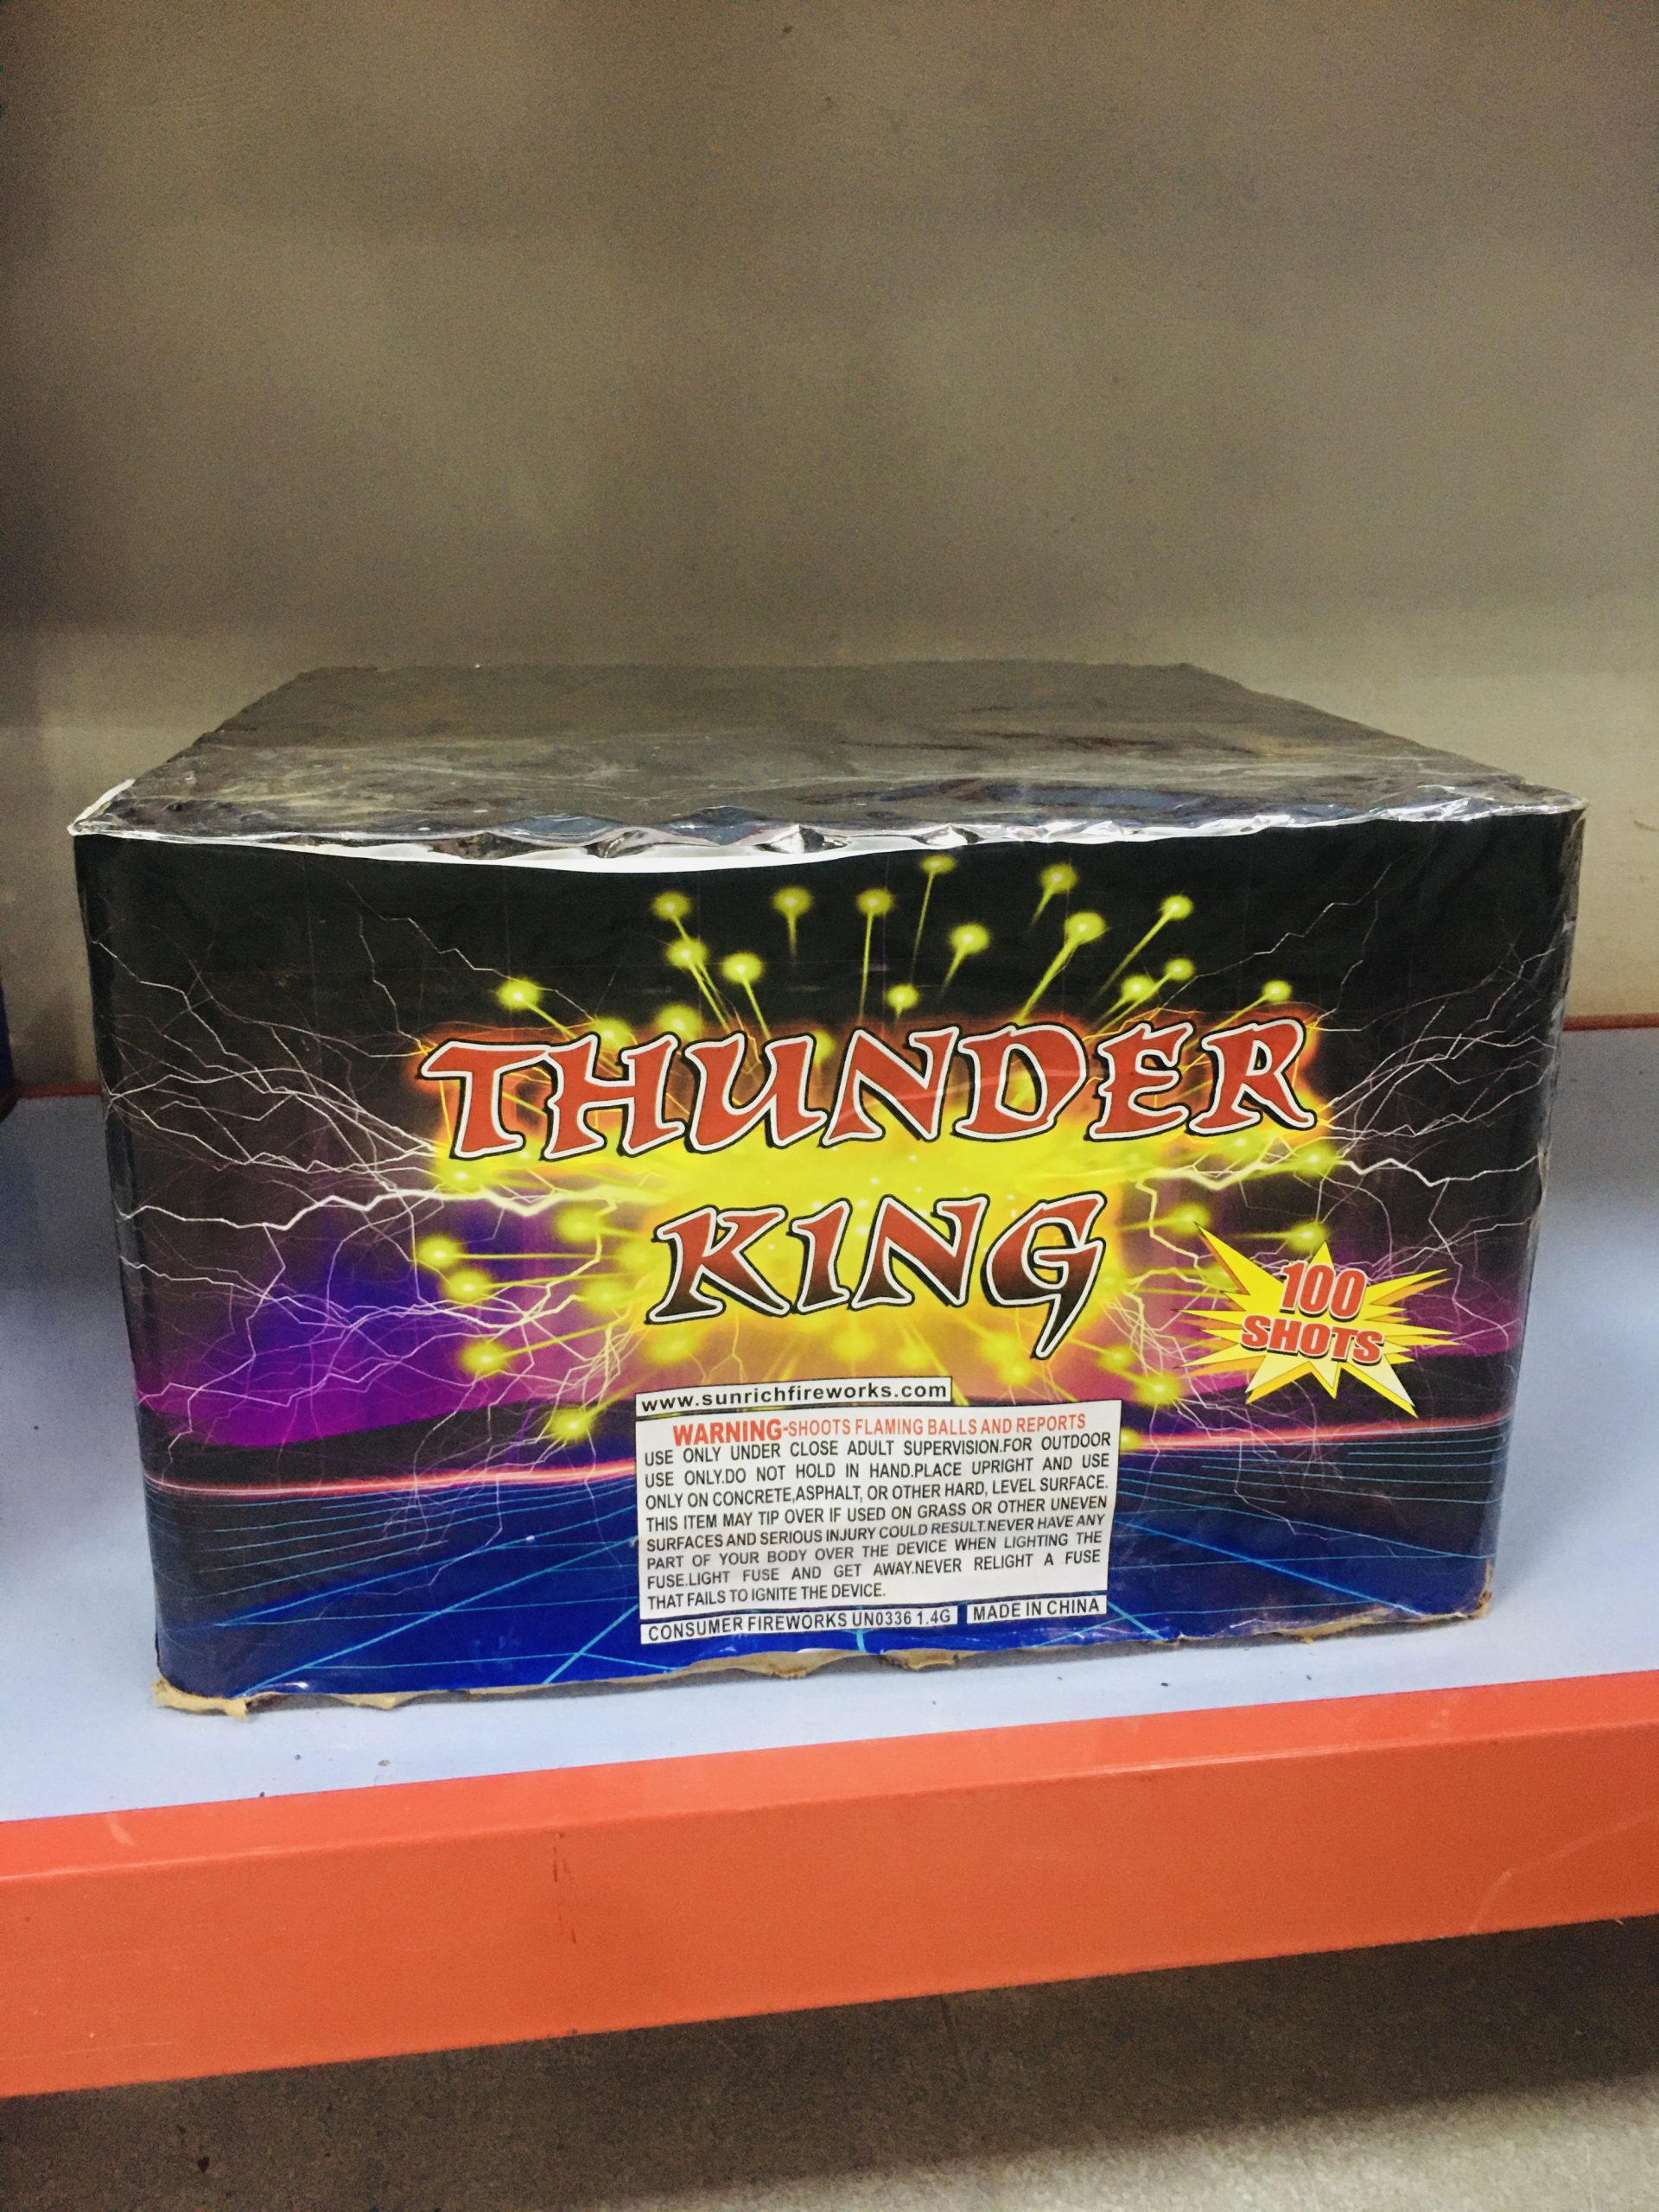 THUNDER
KING
100
SHOTS
www.sunrichfireworks.com
WARNING-SHOOTS FLAMING BALLS AND REPORTS
USE ONLY UNDER CLOSE ADULT SUPERVISION.FOR OUTDOOR
USE ONLY.DO NOT HOLD IN HAND.PLACE UPRIGHT AND USE
ONLY ON CONCRETE,ASPHALT, OR OTHER HARD, LEVEL SURFACE.
THIS ITEM MAY TIP OVER IF USED ON GRASS OR OTHER UNEVEN
SURFACES AND SERIOUS INJURY COULD RESULT.NEVER HAVE ANY
PART OF YOUR BODY OVER THE DEVICE WHEN LIGHTING THE
FUSE.LIGHT FUSE AND GET AWAY.NEVER RELIGHT A FUSE
THAT FAILS TO IGNITE THE DEVICE.
CONSUMER FIREWORKS UN0336 1.4G MADE IN CHINA